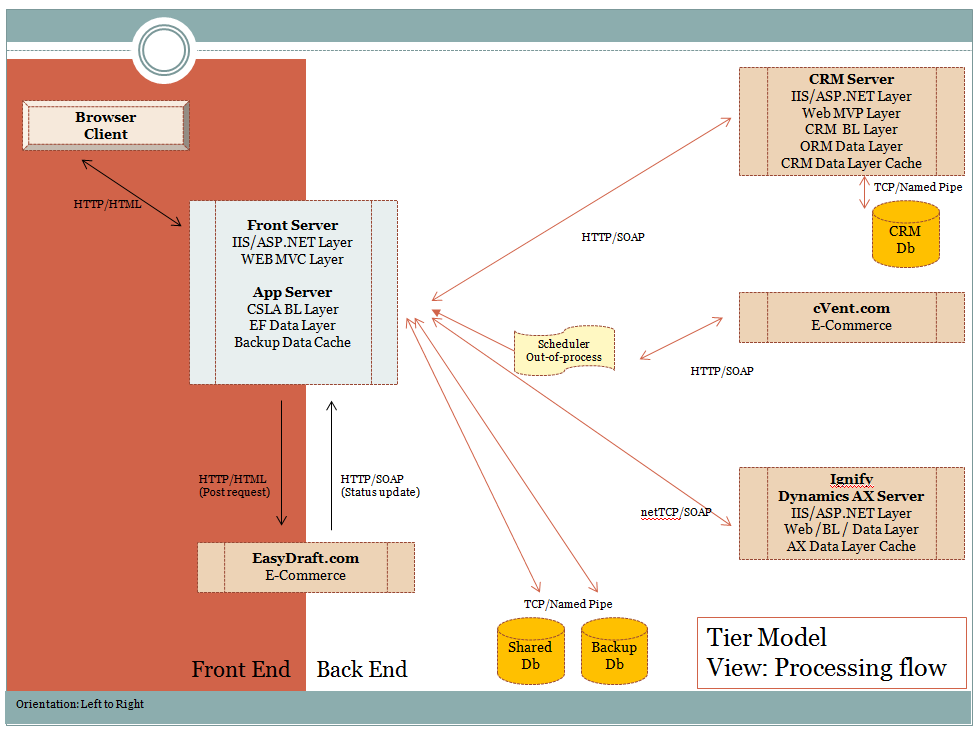 Browser
Client
HTTP/HTML
Front Server
IIS/ASP.NET Layer
WEB MVC Layer
App Server
CSLA BL Layer
EF Data Layer
Backup Data Cache
HTTP/HTML
(Post request)
HTTP/SOAP
(Status update)
EasyDraft.com
E-Commerce
Front End
Back End
CRM Server
IIS/ASP.NET Layer
Web MVP Layer
CRM BL Layer
ORM Data Layer
CRM Data Layer Cache
TCP/Named Pipe
CRM
Db
HTTP/SOAP
cVent.com
E-Commerce
Scheduler
Out-of-process
HTTP/SOAP
Ignify
Dynamics AX Server
IIS/ASP.NET Layer
Web /BL / Data Layer
AX Data Layer Cache
netTCP/SOAP
TCP/Named Pipe
Shared
Db
Backup
Db
Tier Model
View: Processing flow
Orientation: Left to Right